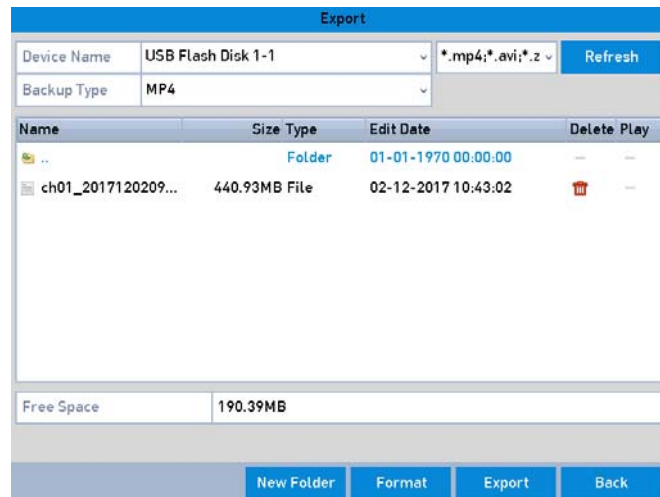 Export
Device Name USB Flash Disk 1-1 *.mp4;*.avi;*.z Refresh
Backup Type MP4
Name Size Type Edit Date Delete Play
.. Folder 01-01-1970 00:00:00 — —
ch01_2017120209... 440.93MB File 02-12-2017 10:43:02 —
Free Space 190.39MB
New Folder Format Export Back